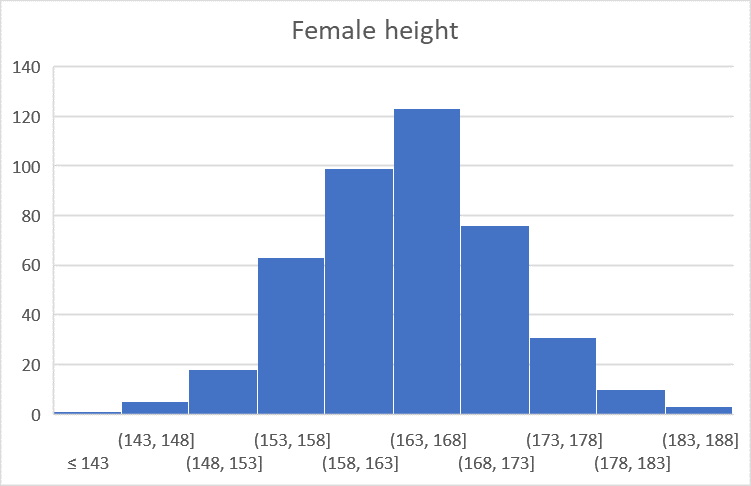 Female height
140
120
100
80
60
40
20
0
(143, 148] (153, 158] (163, 168] (173, 178] (183, 188]
≤ 143 (148, 153] (158, 163] (168, 173] (178, 183]